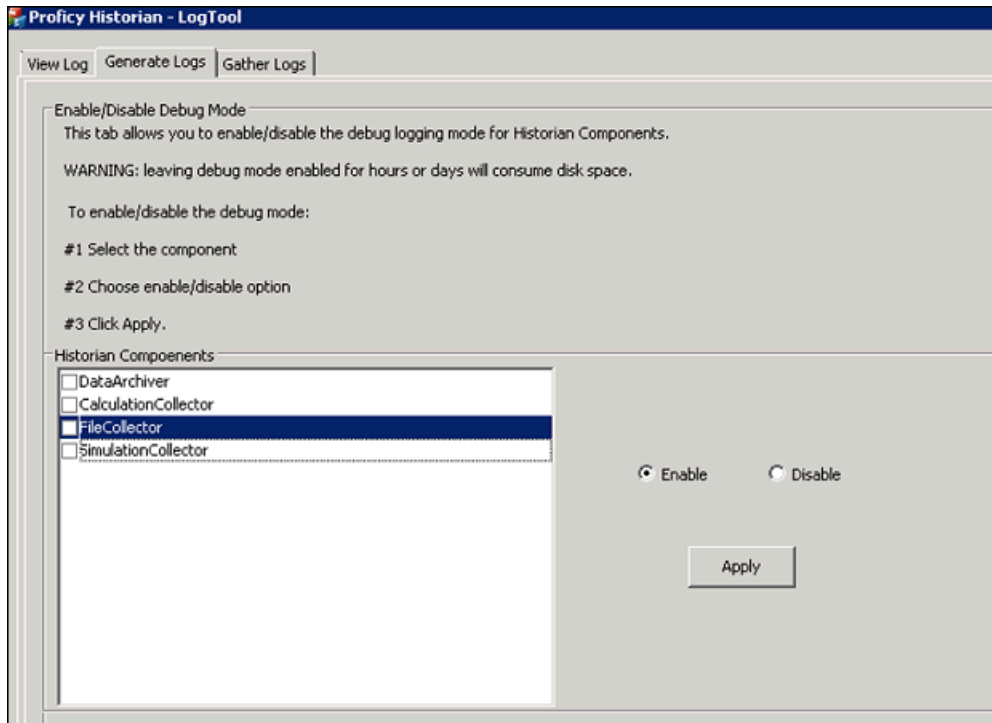 Proficy Historian - LogTool
View Log Generate Logs Gather Logs
Enable/Disable Debug Mode
This tab allows you to enable/disable the debug logging mode for Historian Components.
WARNING: leaving debug mode enabled for hours or days will consume disk space.
To enable/disable the debug mode:
#1 Select the component
#2 Choose enable/disable option
#3 Click Apply.
Historian Compoenents
DataArchiver
CalculationCollector
FileCollector
SimulationCollector
Enable Disable
Apply